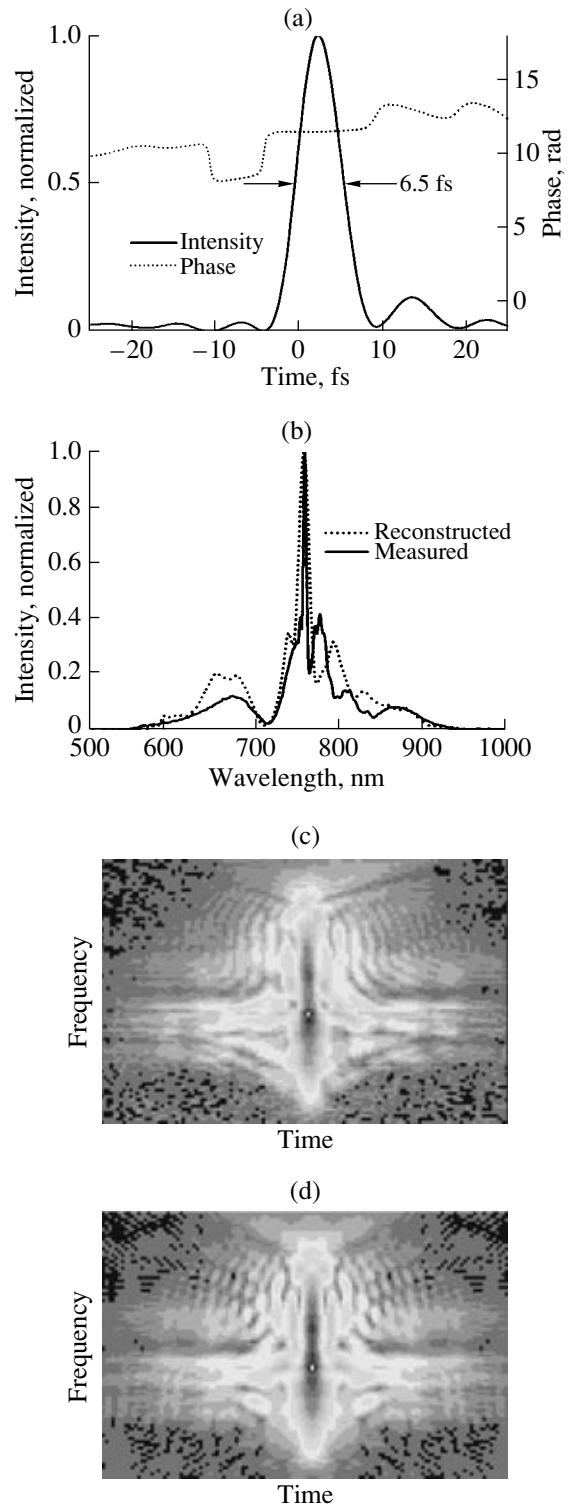 (a)
1.0
0.5
0
Intensity, normalized
15
10
5
0
Phase, rad
6.5 fs
Intensity
Phase
−20 −10 0 10 20
Time, fs
(b)
1.0
0.8
0.6
0.4
0.2
0
Intensity, normalized
Reconstructed
Measured
500 600 700 800 900 1000
Wavelength, nm
(c)
Frequency
Time
(d)
Frequency
Time